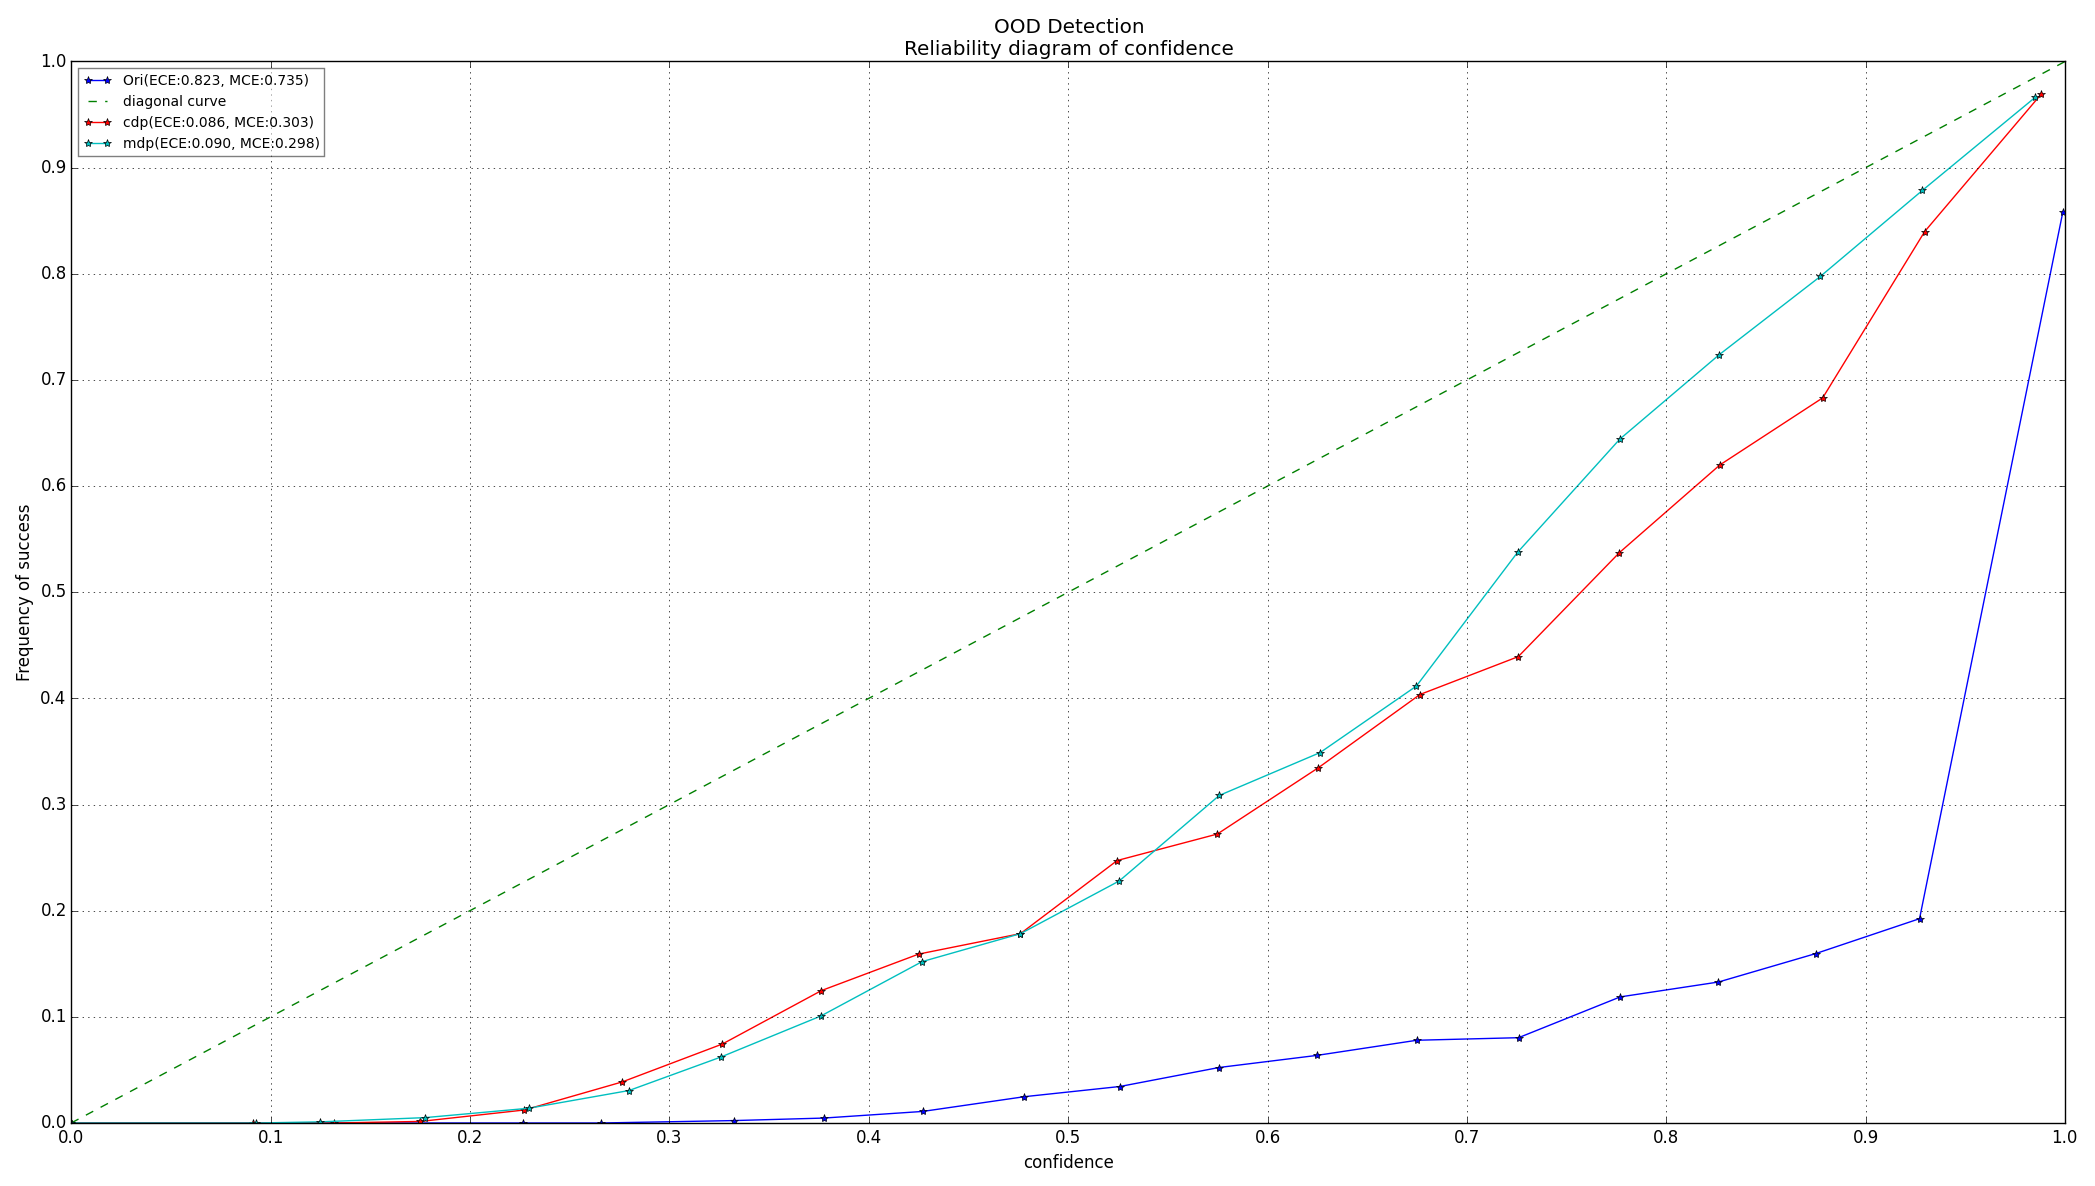 OOD Detection
Reliability diagram of confidence
Ori(ECE:0.823, MCE:0.735)
diagonal curve
cdp(ECE:0.086, MCE:0.303)
mdp(ECE:0.090, MCE:0.298)
1.0
0.9
0.8
0.7
0.6
0.5
0.4
0.3
0.2
0.1
0.0
Frequency of success
0.0 0.1 0.2 0.3 0.4 0.5 0.6 0.7 0.8 0.9 1.0
confidence